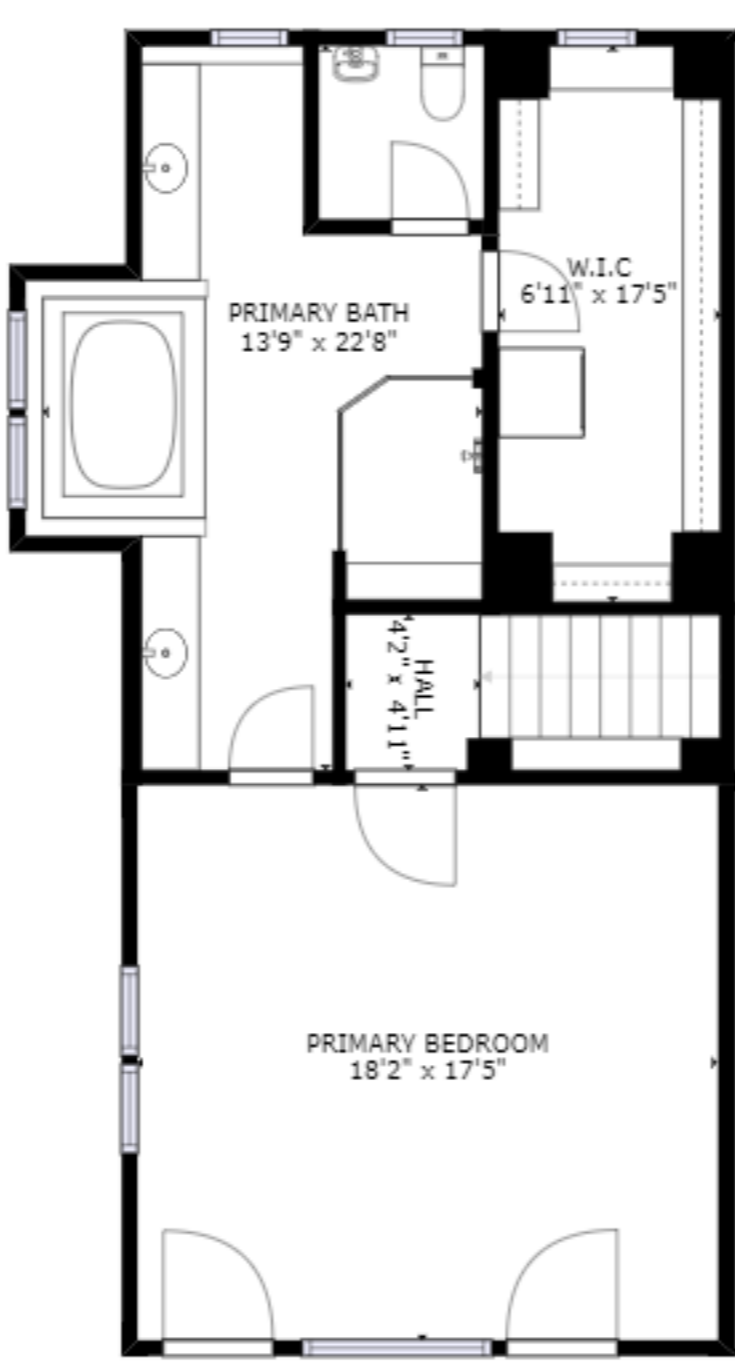 W.I.C
6'11" x 17'5"
PRIMARY BATH
13'9" x 22'8"
HALL
4'2" x 4'11"
PRIMARY BEDROOM
18'2" x 17'5"